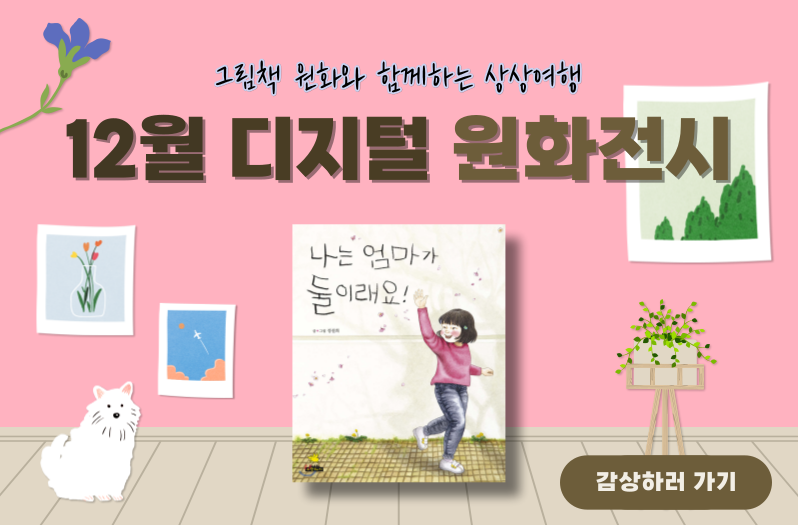 그림책 원화와 함께하는 상상여행
12월 디지털 원화전시
나는 엄마가
둘이래요!
감상하러 가기